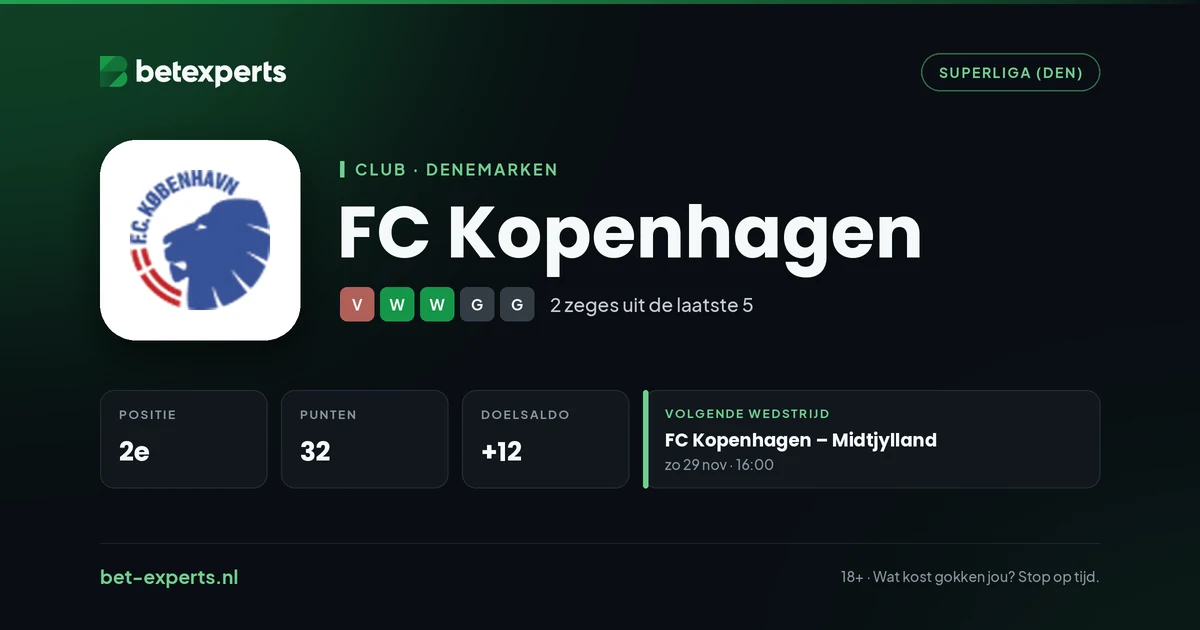 betexperts
SUPERLIGA (DEN)
F.C. KØBENHAVN
CLUB · DENEMARKEN
FC Kopenhagen
V W W G G 2 zeges uit de laatste 5
POSITIE
2e
PUNTEN
32
DOELSALDO
+12
VOLGENDE WEDSTRIJD
FC Kopenhagen – Midtjylland
zo 29 nov · 16:00
bet-experts.nl
18+ · Wat kost gokken jou? Stop op tijd.